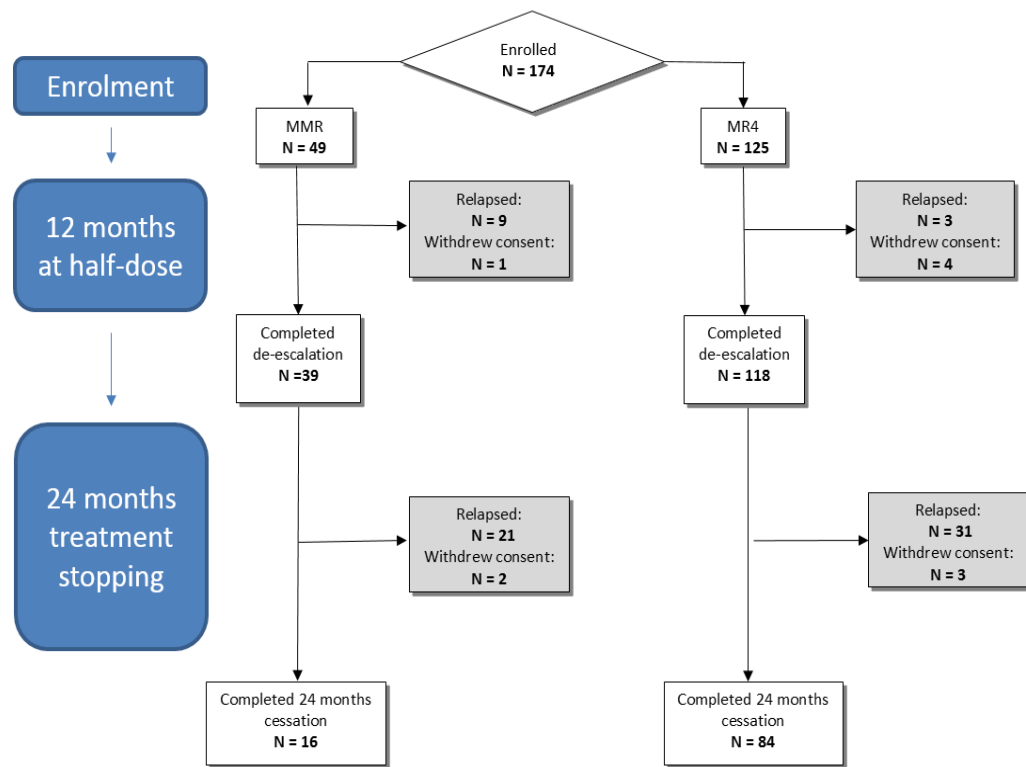 Enrolment
12 months
at half-dose
24 months
treatment
stopping
Enrolled
N = 174
MMR
N = 49
MR4
N = 125
Relapsed:
N = 9
Withdrew consent:
N = 1
Relapsed:
N = 3
Withdrew consent:
N = 4
Completed
de-escalation
N =39
Completed
de-escalation
N = 118
Relapsed:
N = 21
Withdrew consent:
N = 2
Relapsed:
N = 31
Withdrew consent:
N = 3
Completed 24 months
cessation
N = 16
Completed 24 months
cessation
N = 84